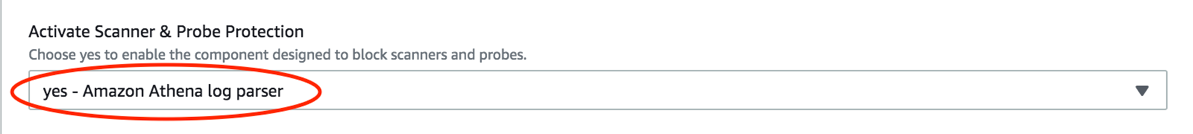 Activate Scanner & Probe Protection
Choose yes to enable the component designed to block scanners and probes.
yes - Amazon Athena log parser